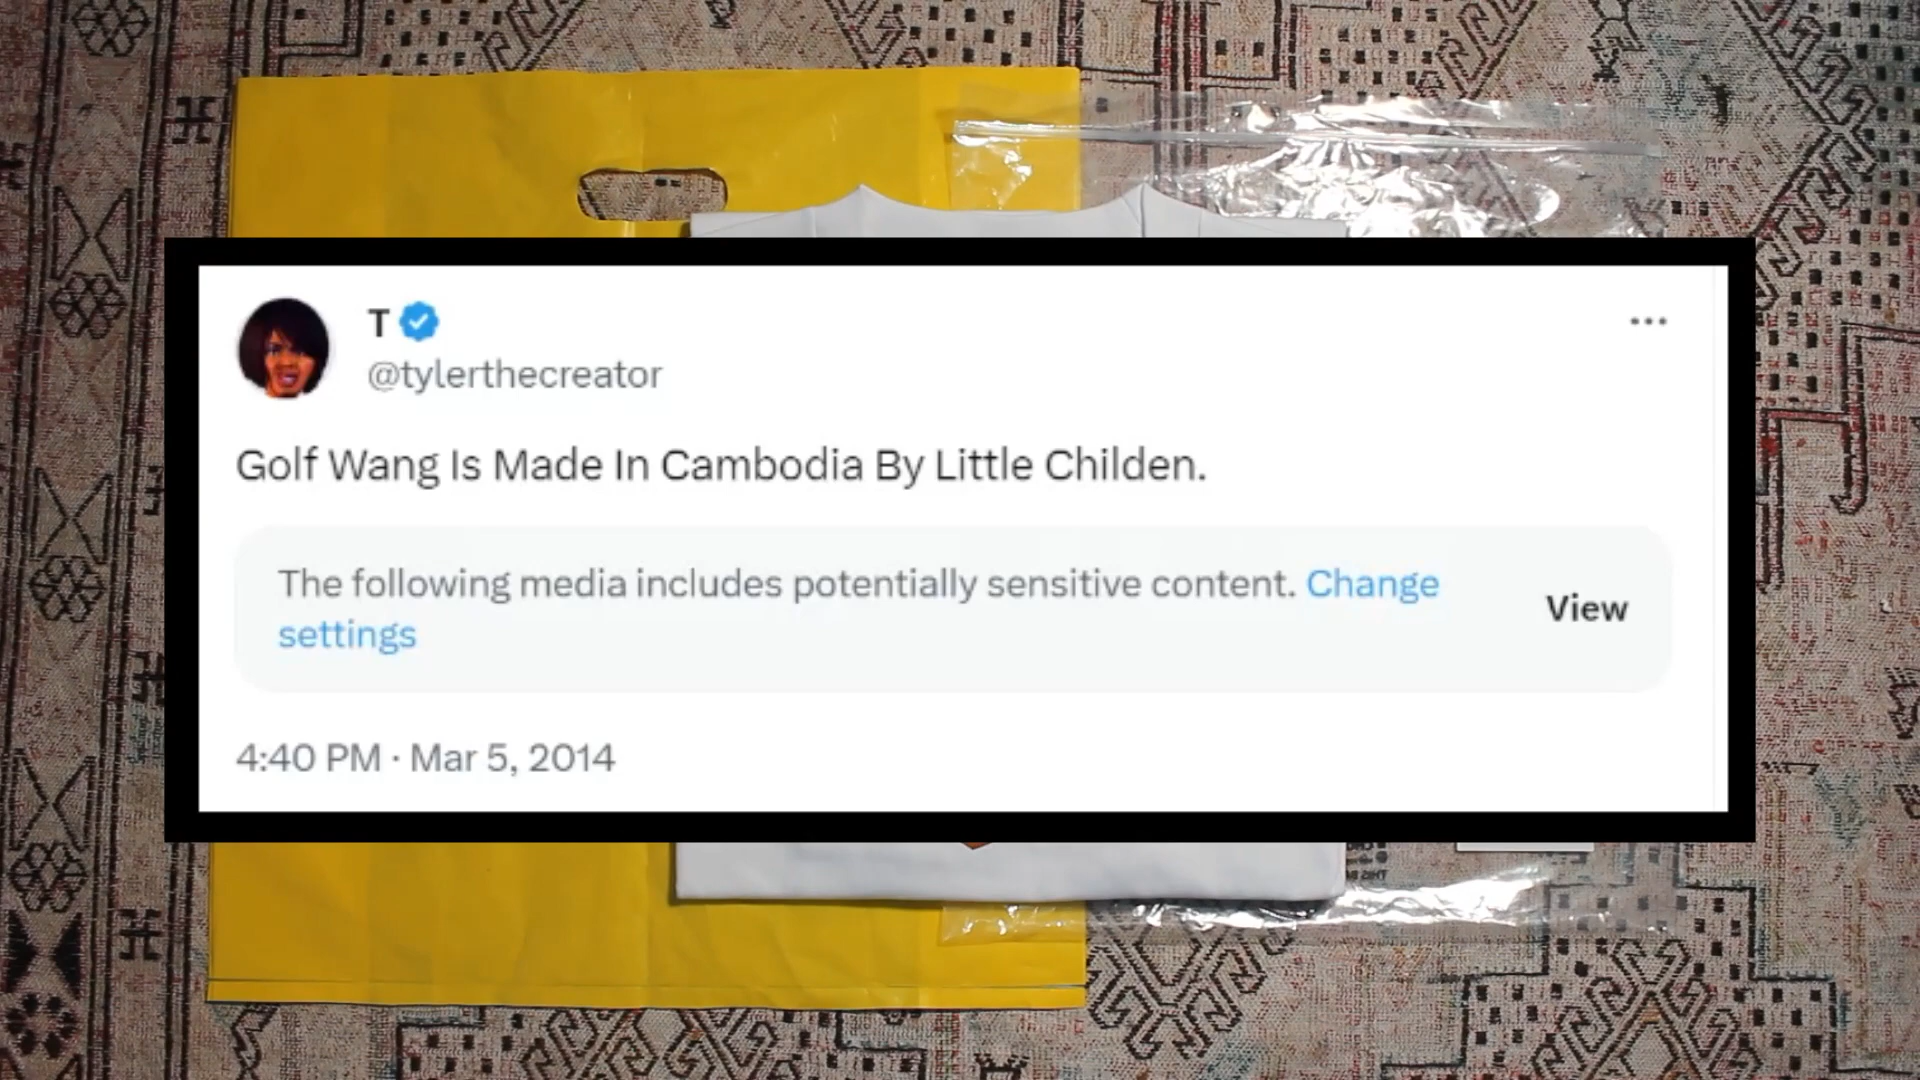 T
@tylerthecreator
Golf Wang Is Made In Cambodia By Little Childen.
The following media includes potentially sensitive content. Change
settings
View
4:40 PM · Mar 5, 2014